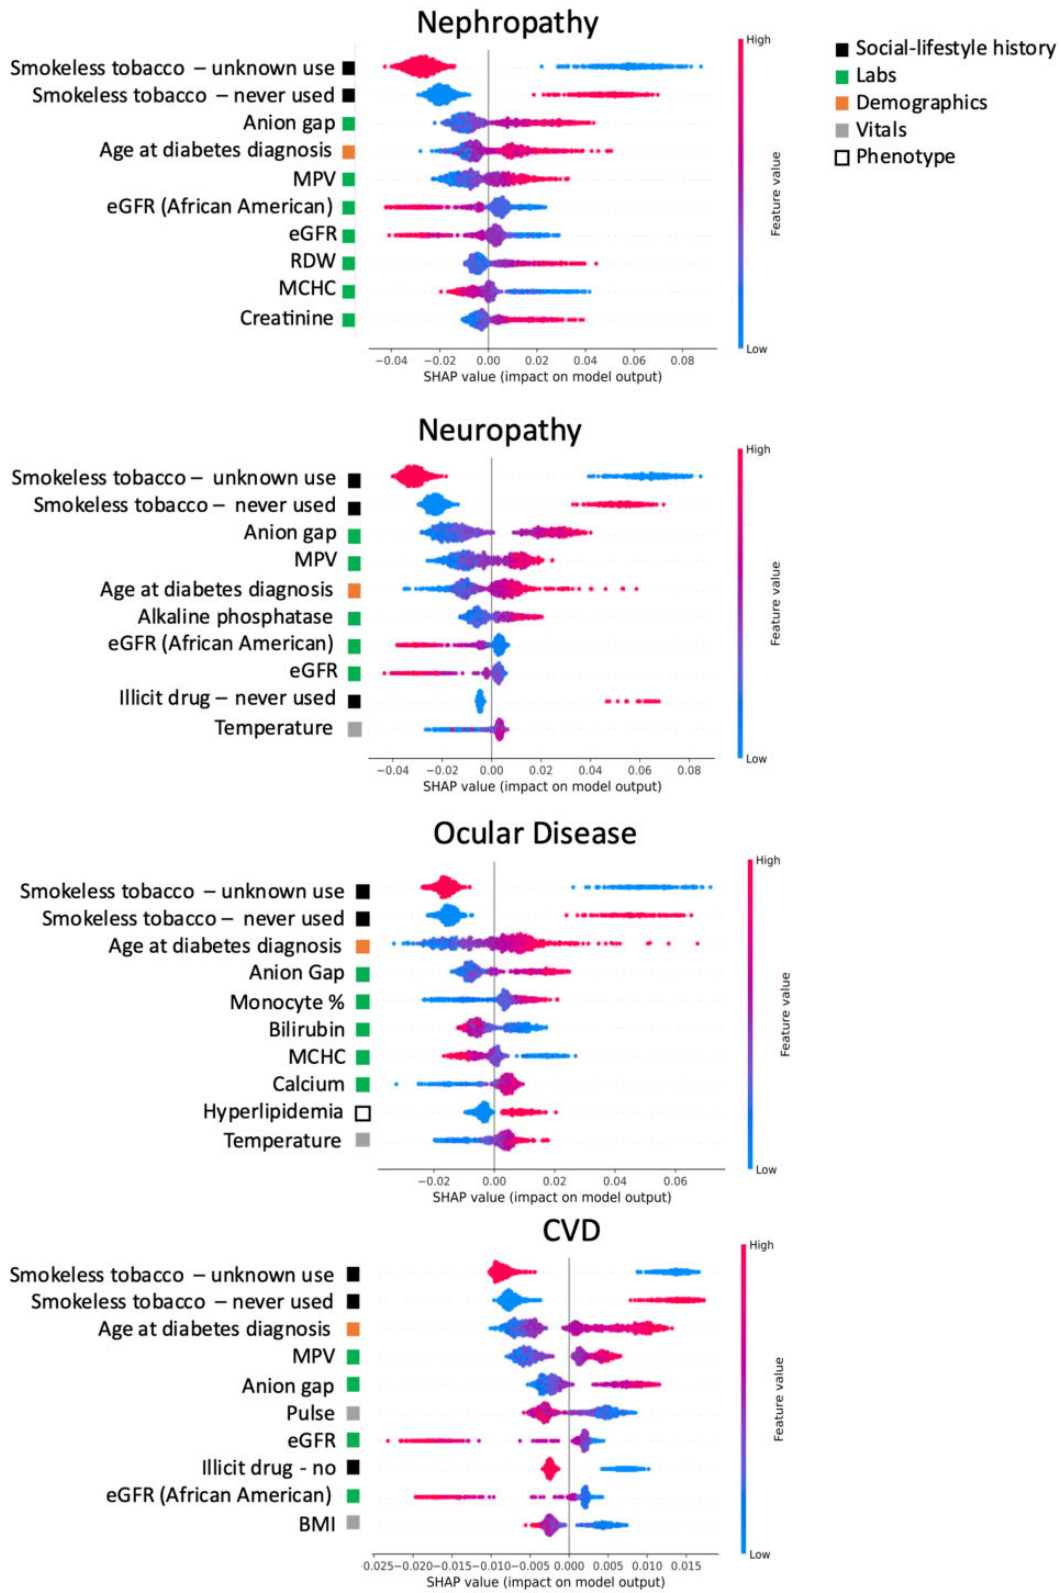 Nephropathy
High
Social-lifestyle history
Labs
Demographics
Vitals
Phenotype
Smokeless tobacco – unknown use
Smokeless tobacco – never used
Anion gap
Age at diabetes diagnosis
MPV
eGFR (African American)
eGFR
RDW
MCHC
Creatinine
Feature value
Low
−0.04 −0.02 0.00 0.02 0.04 0.06 0.08
SHAP value (impact on model output)
Neuropathy
High
Smokeless tobacco – unknown use
Smokeless tobacco – never used
Anion gap
MPV
Age at diabetes diagnosis
Alkaline phosphatase
eGFR (African American)
eGFR
Illicit drug – never used
Temperature
Feature value
Low
−0.04 −0.02 0.00 0.02 0.04 0.06 0.08
SHAP value (impact on model output)
Ocular Disease
High
Smokeless tobacco – unknown use
Smokeless tobacco – never used
Age at diabetes diagnosis
Anion Gap
Monocyte %
Bilirubin
MCHC
Calcium
Hyperlipidemia
Temperature
Feature value
Low
−0.02 0.00 0.02 0.04 0.06
SHAP value (impact on model output)
CVD
High
Smokeless tobacco – unknown use
Smokeless tobacco – never used
Age at diabetes diagnosis
MPV
Anion gap
Pulse
eGFR
Illicit drug - no
eGFR (African American)
BMI
Feature value
Low
0.025−0.020−0.015−0.010−0.005 0.000 0.005 0.010 0.015
SHAP value (impact on model output)